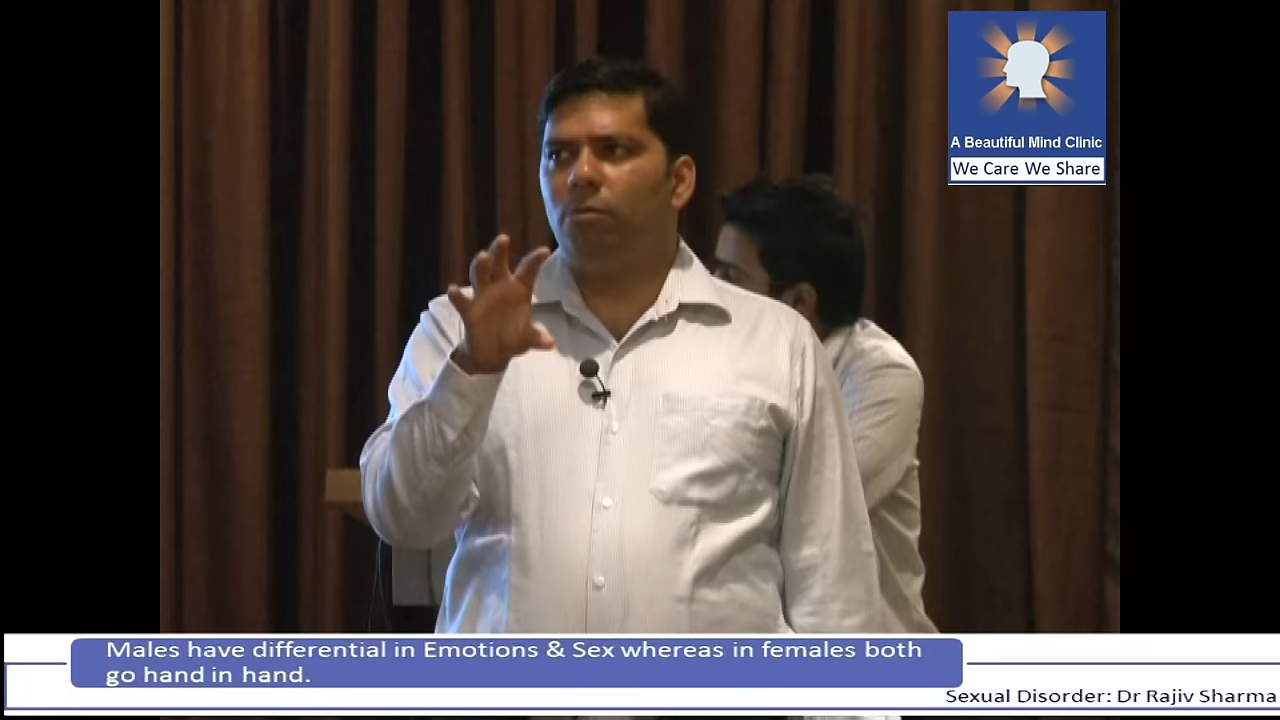 A Beautiful Mind Clinic
We Care We Share
Males have differential in Emotions & Sex whereas in females both
go hand in hand.
Sexual Disorder: Dr Rajiv Sharma